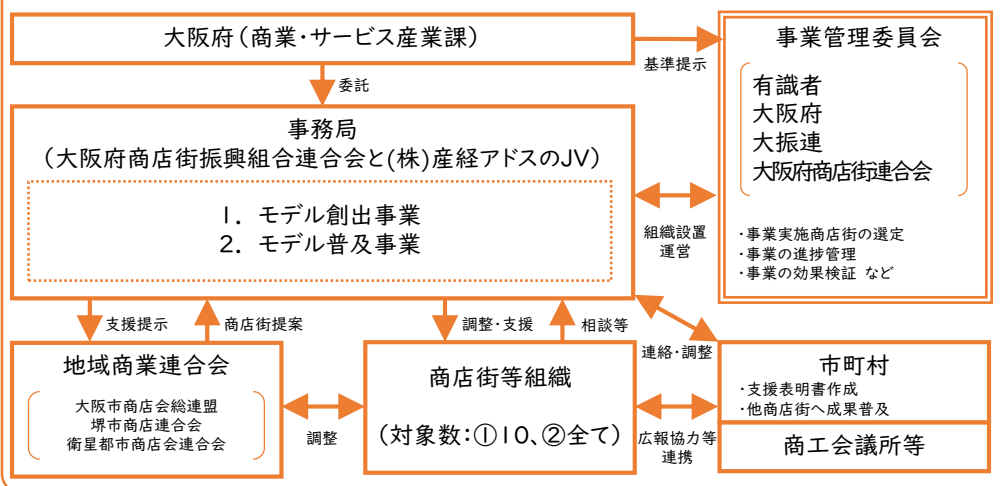 大阪府(商業・サービス産業課)
基準提示
委託
事業管理委員会
有識者
大阪府
大振連
大阪府商店街連合会
・事業実施商店街の選定
・事業の進捗管理
・事業の効果検証 など
事務局
(大阪府商店街振興組合連合会と(株)産経アドスのJV)
1. モデル創出事業
2. モデル普及事業
組織設置
運営
支援提示
商店街提案
調整・支援
相談等
連絡・調整
地域商業連合会
大阪市商店会総連盟
堺市商店連合会
衛星都市商店会連合会
調整
商店街等組織
(対象数:①10、②全て)
広報協力等
連携
市町村
・支援表明書作成
・他商店街へ成果普及
商工会議所等